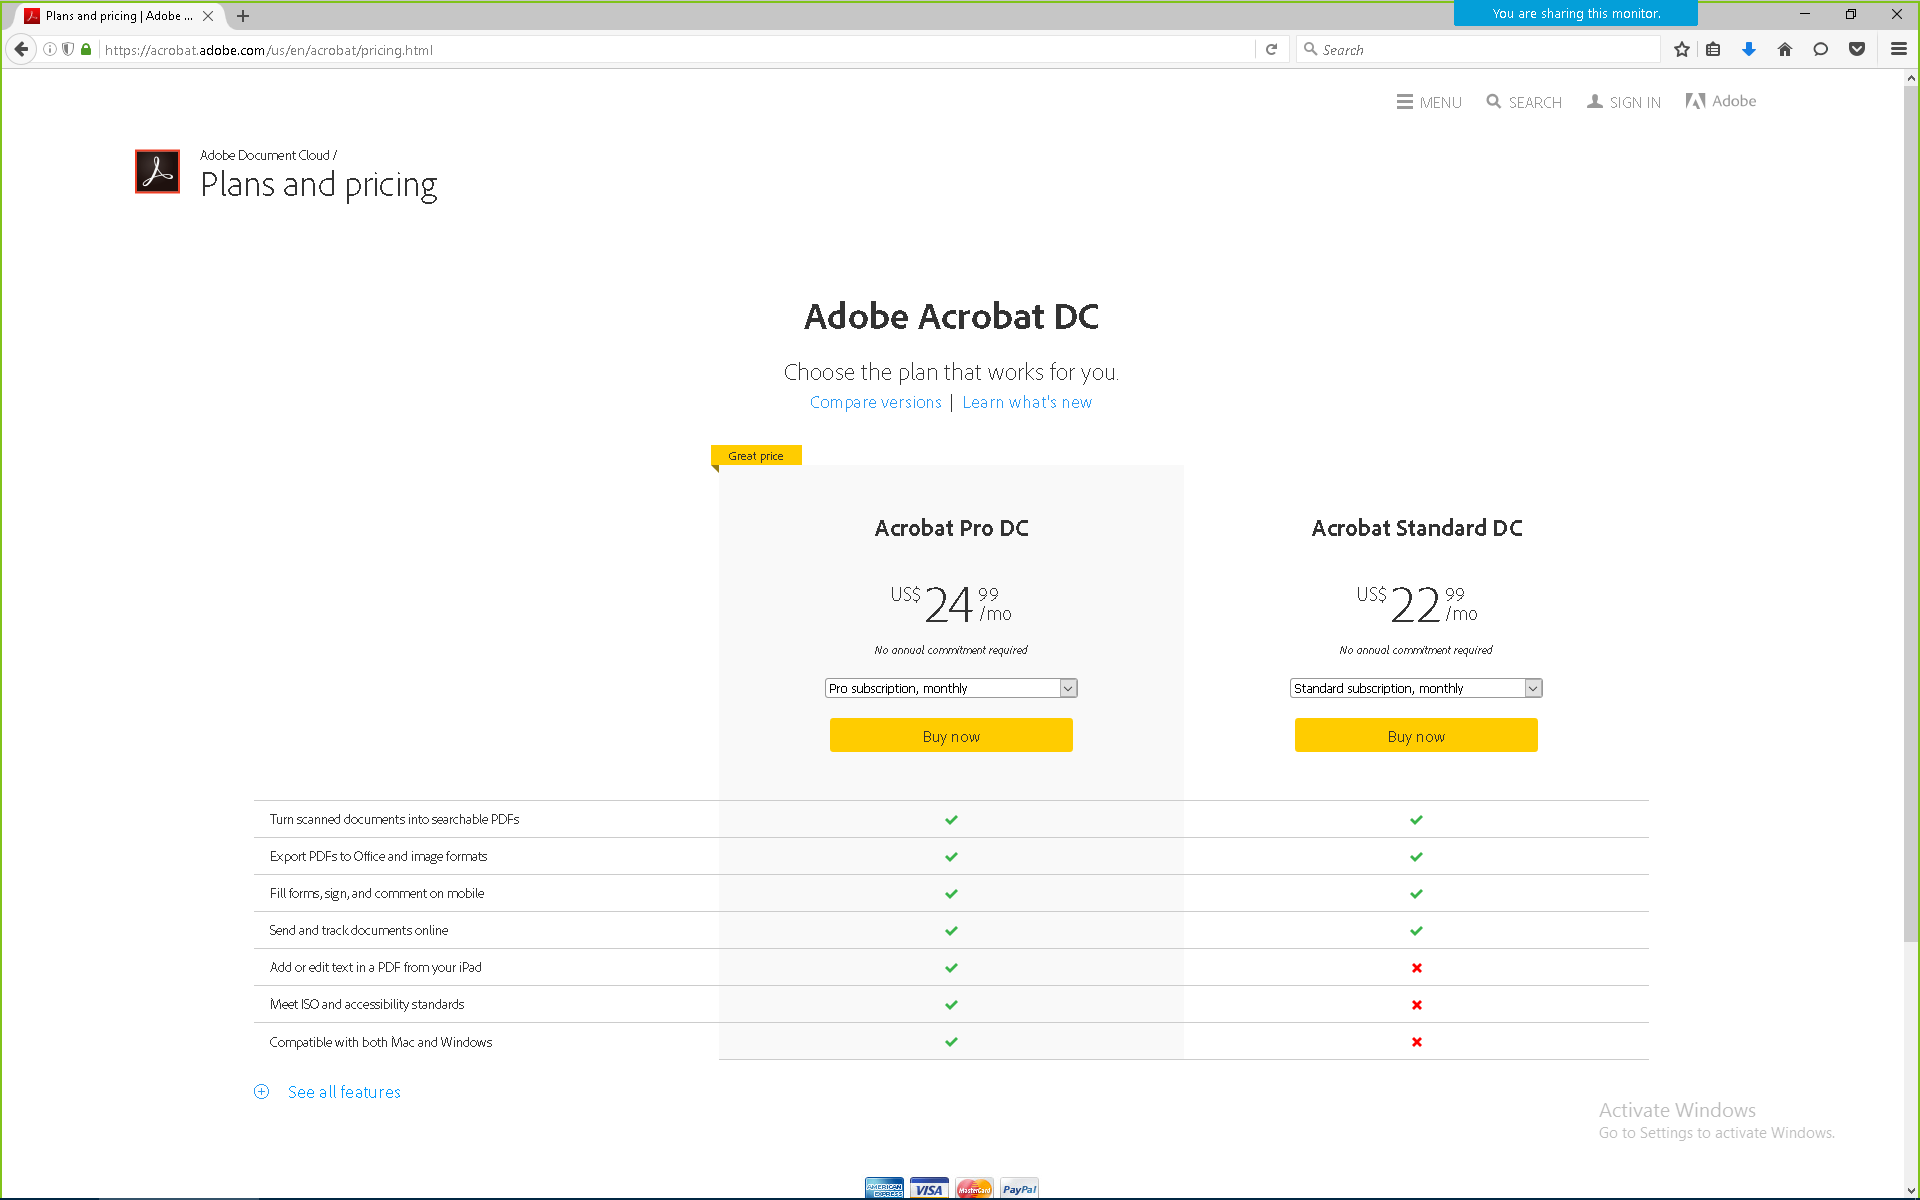 Plans and pricing | Adobe ...
You are sharing this monitor.
https://acrobat.adobe.com/us/en/acrobat/pricing.html
Search
MENU
SEARCH
SIGN IN
Adobe
Adobe Document Cloud /
Plans and pricing
Adobe Acrobat DC
Choose the plan that works for you.
Compare versions | Learn what's new
Great price
Acrobat Pro DC
US$ 24 99 /mo
No annual commitment required
Pro subscription, monthly
Buy now
Acrobat Standard DC
US$ 22 99 /mo
No annual commitment required
Standard subscription, monthly
Buy now
Turn scanned documents into searchable PDFs
Export PDFs to Office and image formats
Fill forms, sign, and comment on mobile
Send and track documents online
Add or edit text in a PDF from your iPad
Meet ISO and accessibility standards
Compatible with both Mac and Windows
See all features
Activate Windows
Go to Settings to activate Windows.
AMERICAN EXPRESS
VISA
MasterCard
PayPal